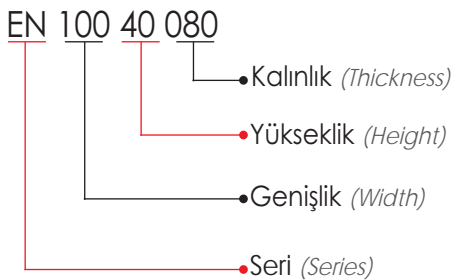 EN 100 40 080
Kalınlık (Thickness)
Yükseklik (Height)
Genişlik (Width)
Seri (Series)